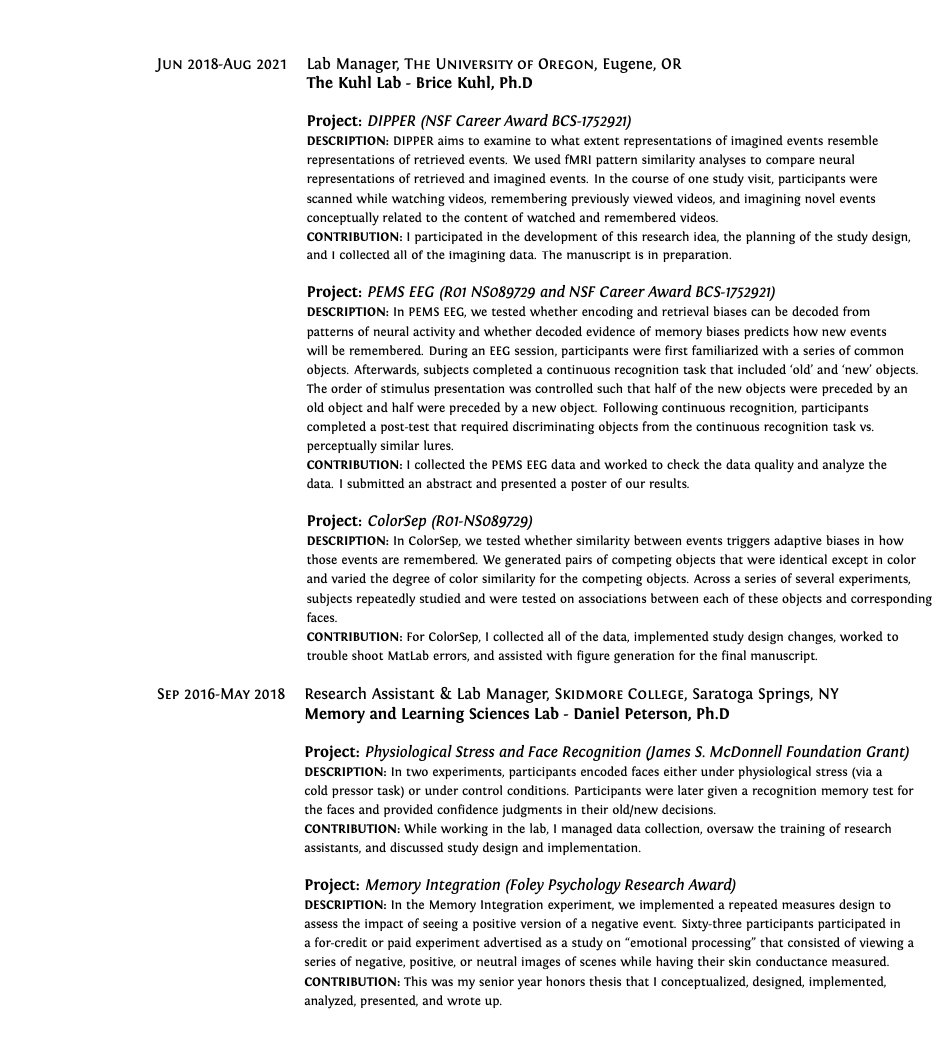 Jun 2018-Aug 2021 Lab Manager, The University of Oregon, Eugene, OR
The Kuhl Lab - Brice Kuhl, Ph.D
Project: DIPPER (NSF Career Award BCS-1752921)
DESCRIPTION: DIPPER aims to examine to what extent representations of imagined events resemble
representations of retrieved events. We used fMRI pattern similarity analyses to compare neural
representations of retrieved and imagined events. In the course of one study visit, participants were
scanned while watching videos, remembering previously viewed videos, and imagining novel events
conceptually related to the content of watched and remembered videos.
CONTRIBUTION: I participated in the development of this research idea, the planning of the study design,
and I collected all of the imagining data. The manuscript is in preparation.
Project: PEMS EEG (R01 NS089729 and NSF Career Award BCS-1752921)
DESCRIPTION: In PEMS EEG, we tested whether encoding and retrieval biases can be decoded from
patterns of neural activity and whether decoded evidence of memory biases predicts how new events
will be remembered. During an EEG session, participants were first familiarized with a series of common
objects. Afterwards, subjects completed a continuous recognition task that included ‘old’ and ‘new’ objects.
The order of stimulus presentation was controlled such that half of the new objects were preceded by an
old object and half were preceded by a new object. Following continuous recognition, participants
completed a post-test that required discriminating objects from the continuous recognition task vs.
perceptually similar lures.
CONTRIBUTION: I collected the PEMS EEG data and worked to check the data quality and analyze the
data. I submitted an abstract and presented a poster of our results.
Project: ColorSep (R01-NS089729)
DESCRIPTION: In ColorSep, we tested whether similarity between events triggers adaptive biases in how
those events are remembered. We generated pairs of competing objects that were identical except in color
and varied the degree of color similarity for the competing objects. Across a series of several experiments,
subjects repeatedly studied and were tested on associations between each of these objects and corresponding
faces.
CONTRIBUTION: For ColorSep, I collected all of the data, implemented study design changes, worked to
trouble shoot MatLab errors, and assisted with figure generation for the final manuscript.
Sep 2016-May 2018 Research Assistant & Lab Manager, Skidmore College, Saratoga Springs, NY
Memory and Learning Sciences Lab - Daniel Peterson, Ph.D
Project: Physiological Stress and Face Recognition (James S. McDonnell Foundation Grant)
DESCRIPTION: In two experiments, participants encoded faces either under physiological stress (via a
cold pressor task) or under control conditions. Participants were later given a recognition memory test for
the faces and provided confidence judgments in their old/new decisions.
CONTRIBUTION: While working in the lab, I managed data collection, oversaw the training of research
assistants, and discussed study design and implementation.
Project: Memory Integration (Foley Psychology Research Award)
DESCRIPTION: In the Memory Integration experiment, we implemented a repeated measures design to
assess the impact of seeing a positive version of a negative event. Sixty-three participants participated in
a for-credit or paid experiment advertised as a study on “emotional processing” that consisted of viewing a
series of negative, positive, or neutral images of scenes while having their skin conductance measured.
CONTRIBUTION: This was my senior year honors thesis that I conceptualized, designed, implemented,
analyzed, presented, and wrote up.